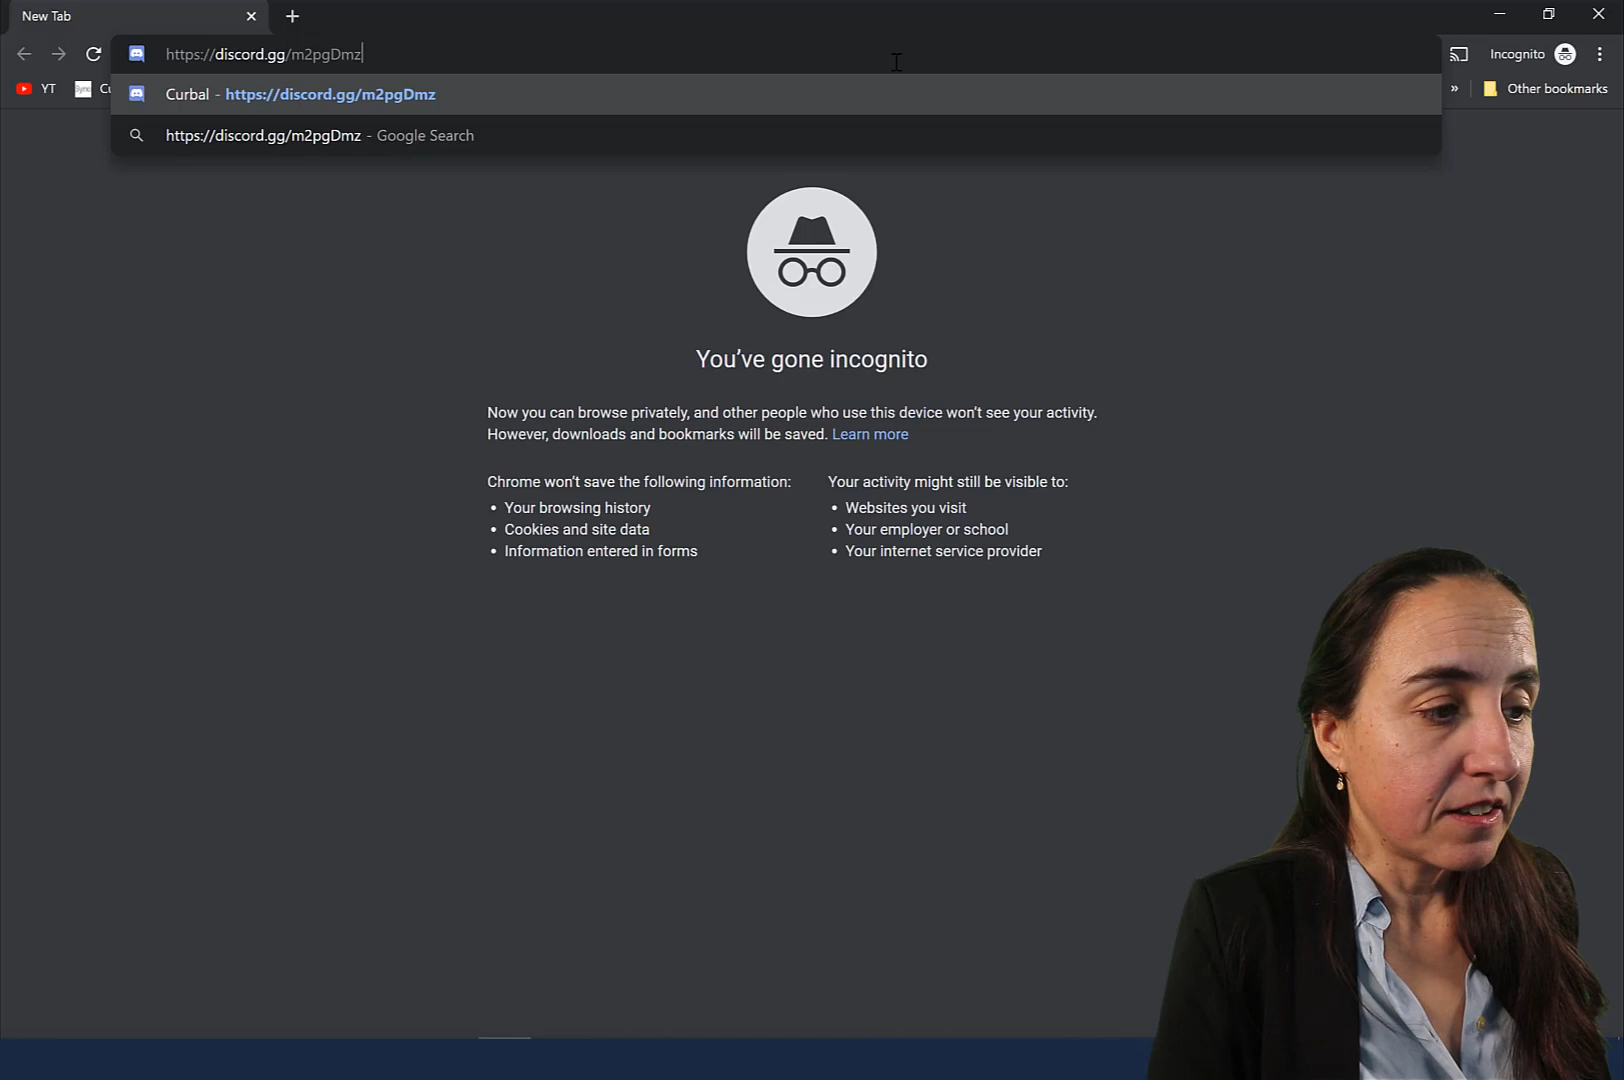 New Tab
https://discord.gg/m2pgDmz
Incognito
YT
Other bookmarks
Curbal - https://discord.gg/m2pgDmz
https://discord.gg/m2pgDmz - Google Search
You've gone incognito
Now you can browse privately, and other people who use this device won't see your activity.
However, downloads and bookmarks will be saved. Learn more
Chrome won't save the following information:
• Your browsing history
• Cookies and site data
• Information entered in forms
Your activity might still be visible to:
• Websites you visit
• Your employer or school
• Your internet service provider